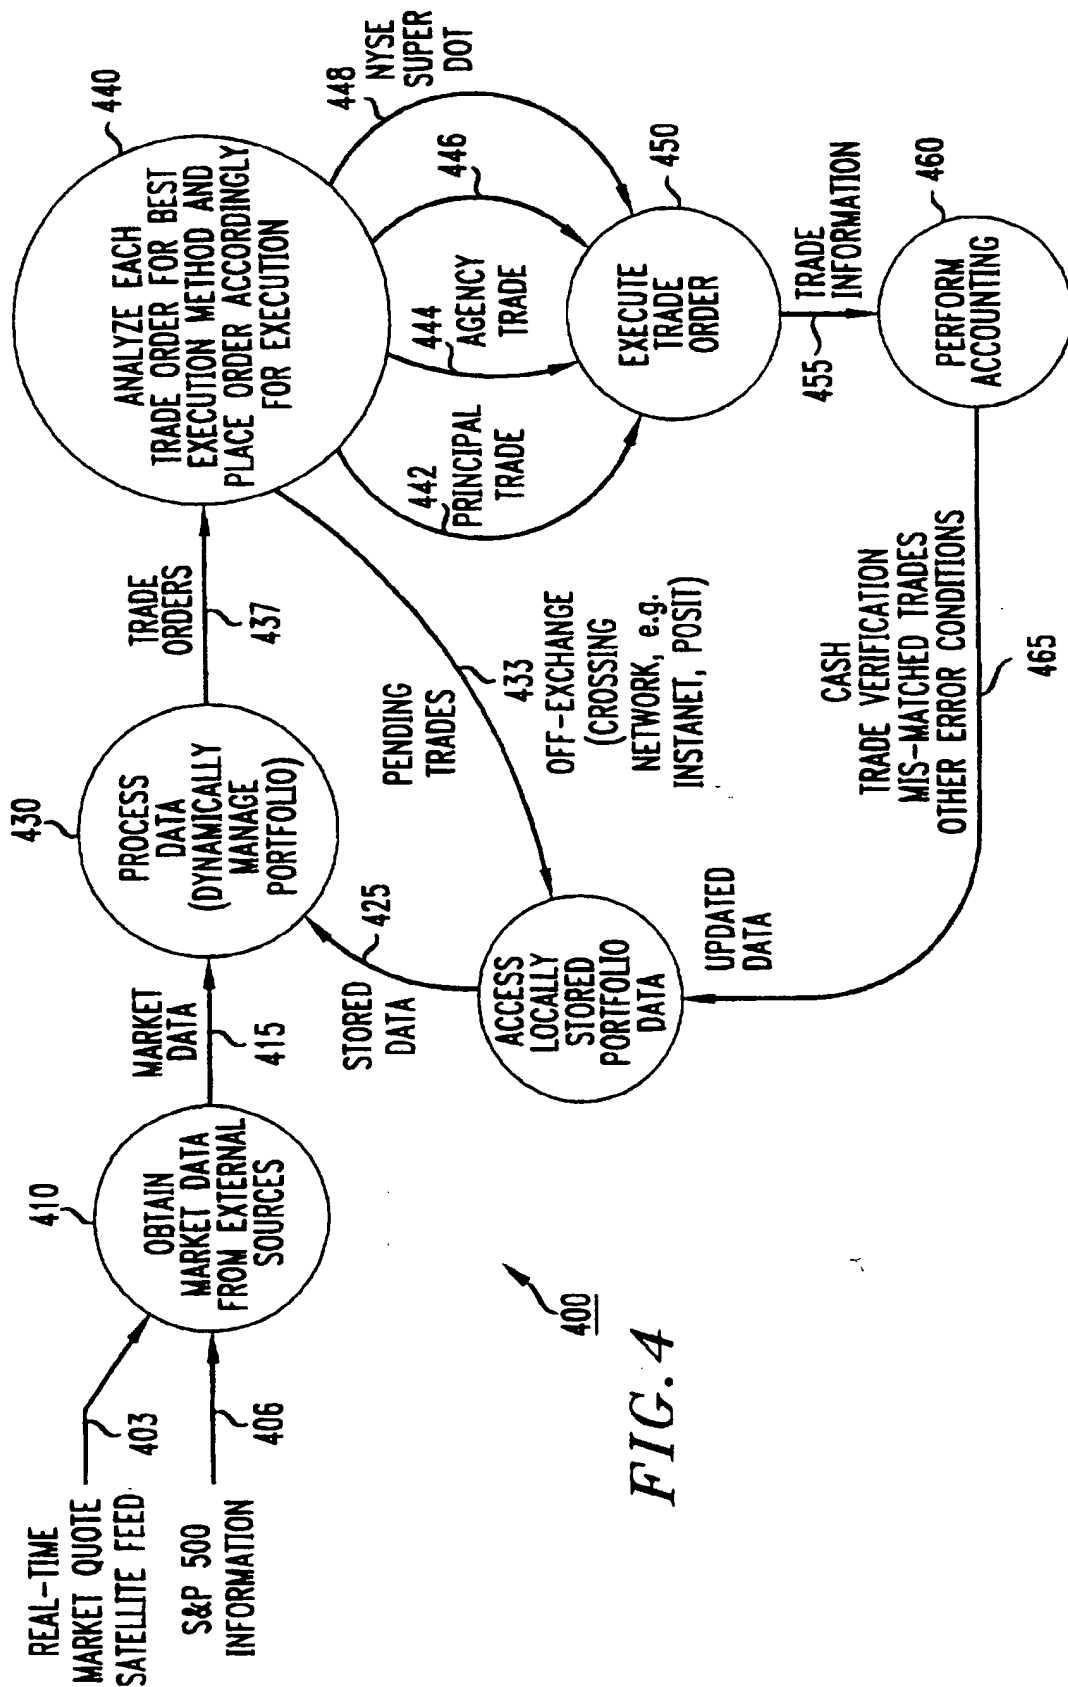 REAL-TIME
MARKET QUOTE
SATELLITE FEED
403
S&P 500
INFORMATION
406
410
OBTAIN
MARKET DATA
FROM EXTERNAL
SOURCES
MARKET
DATA
415
430
PROCESS
DATA
(DYNAMICALLY
MANAGE
PORTFOLIO)
TRADE
ORDERS
437
440
ANALYZE EACH
TRADE ORDER FOR BEST
EXECUTION METHOD AND
PLACE ORDER ACCORDINGLY
FOR EXECUTION
STORED
DATA
425
ACCESS
LOCALLY
STORED
PORTFOLIO
DATA
PENDING
TRADES
433
OFF-EXCHANGE
(CROSSING
NETWORK, e.g.
INSTANET, POSIT)
442
PRINCIPAL
TRADE
444
AGENCY
TRADE
446
448
NYSE
SUPER
DOT
450
EXECUTE
TRADE
ORDER
455
TRADE
INFORMATION
460
PERFORM
ACCOUNTING
CASH
TRADE VERIFICATION
MIS-MATCHED TRADES
OTHER ERROR CONDITIONS
465
UPDATED
DATA
400
FIG. 4